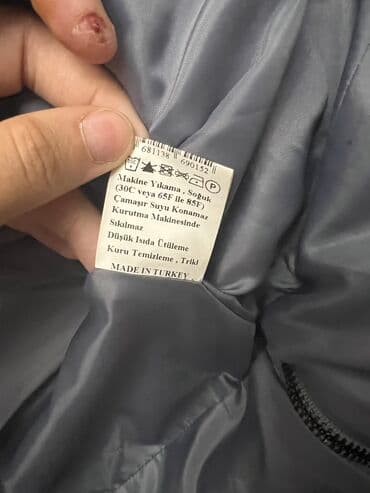 681138 690152
Makine Yıkama , Soğuk
(30C veya 65F ile 85F)
Çamaşır Suyu Konamaz
Kurutma Makinesinde
Sıkılmaz
Düşük Isıda Ütüleme
Kuru Temizleme , Trikl
MADE IN TURKEY